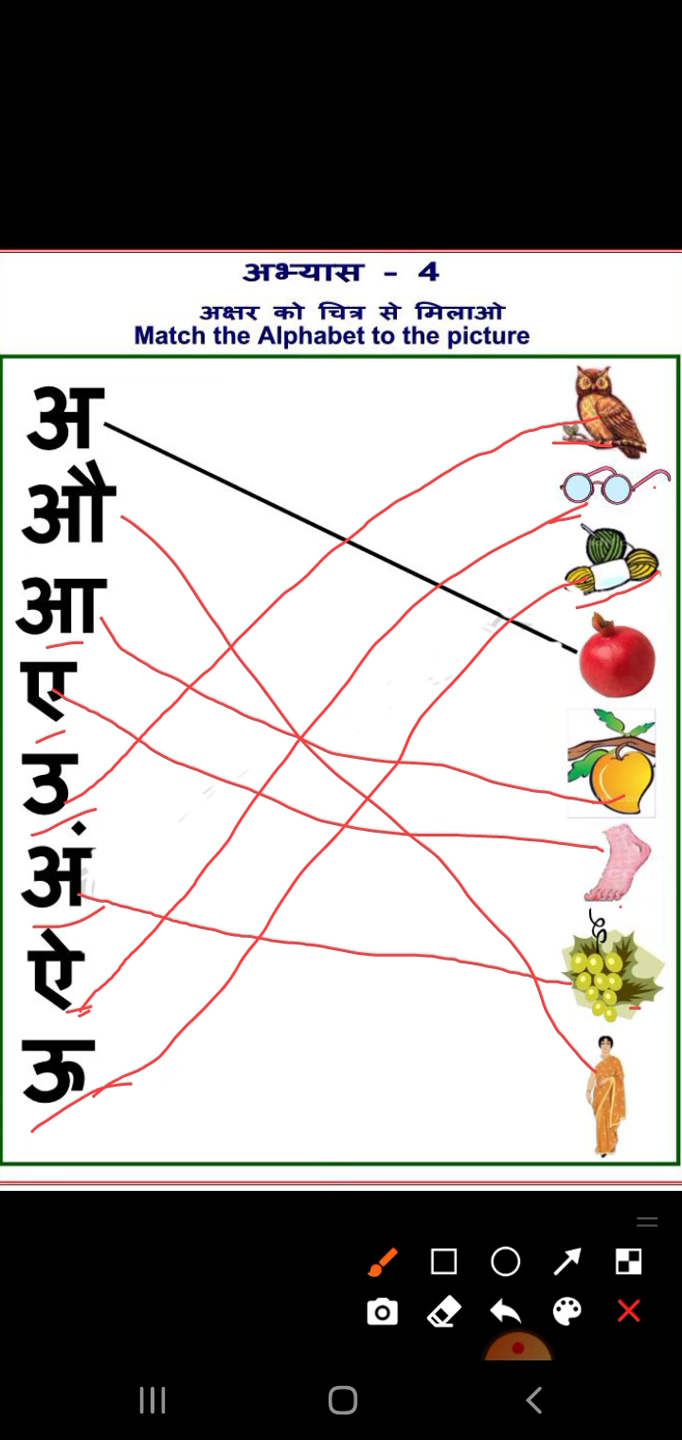 अभ्यास - 4
अक्षर को चित्र से मिलाओ
Match the Alphabet to the picture
अ
औ
आ
ए
उ
अं
ऐ
ऊ